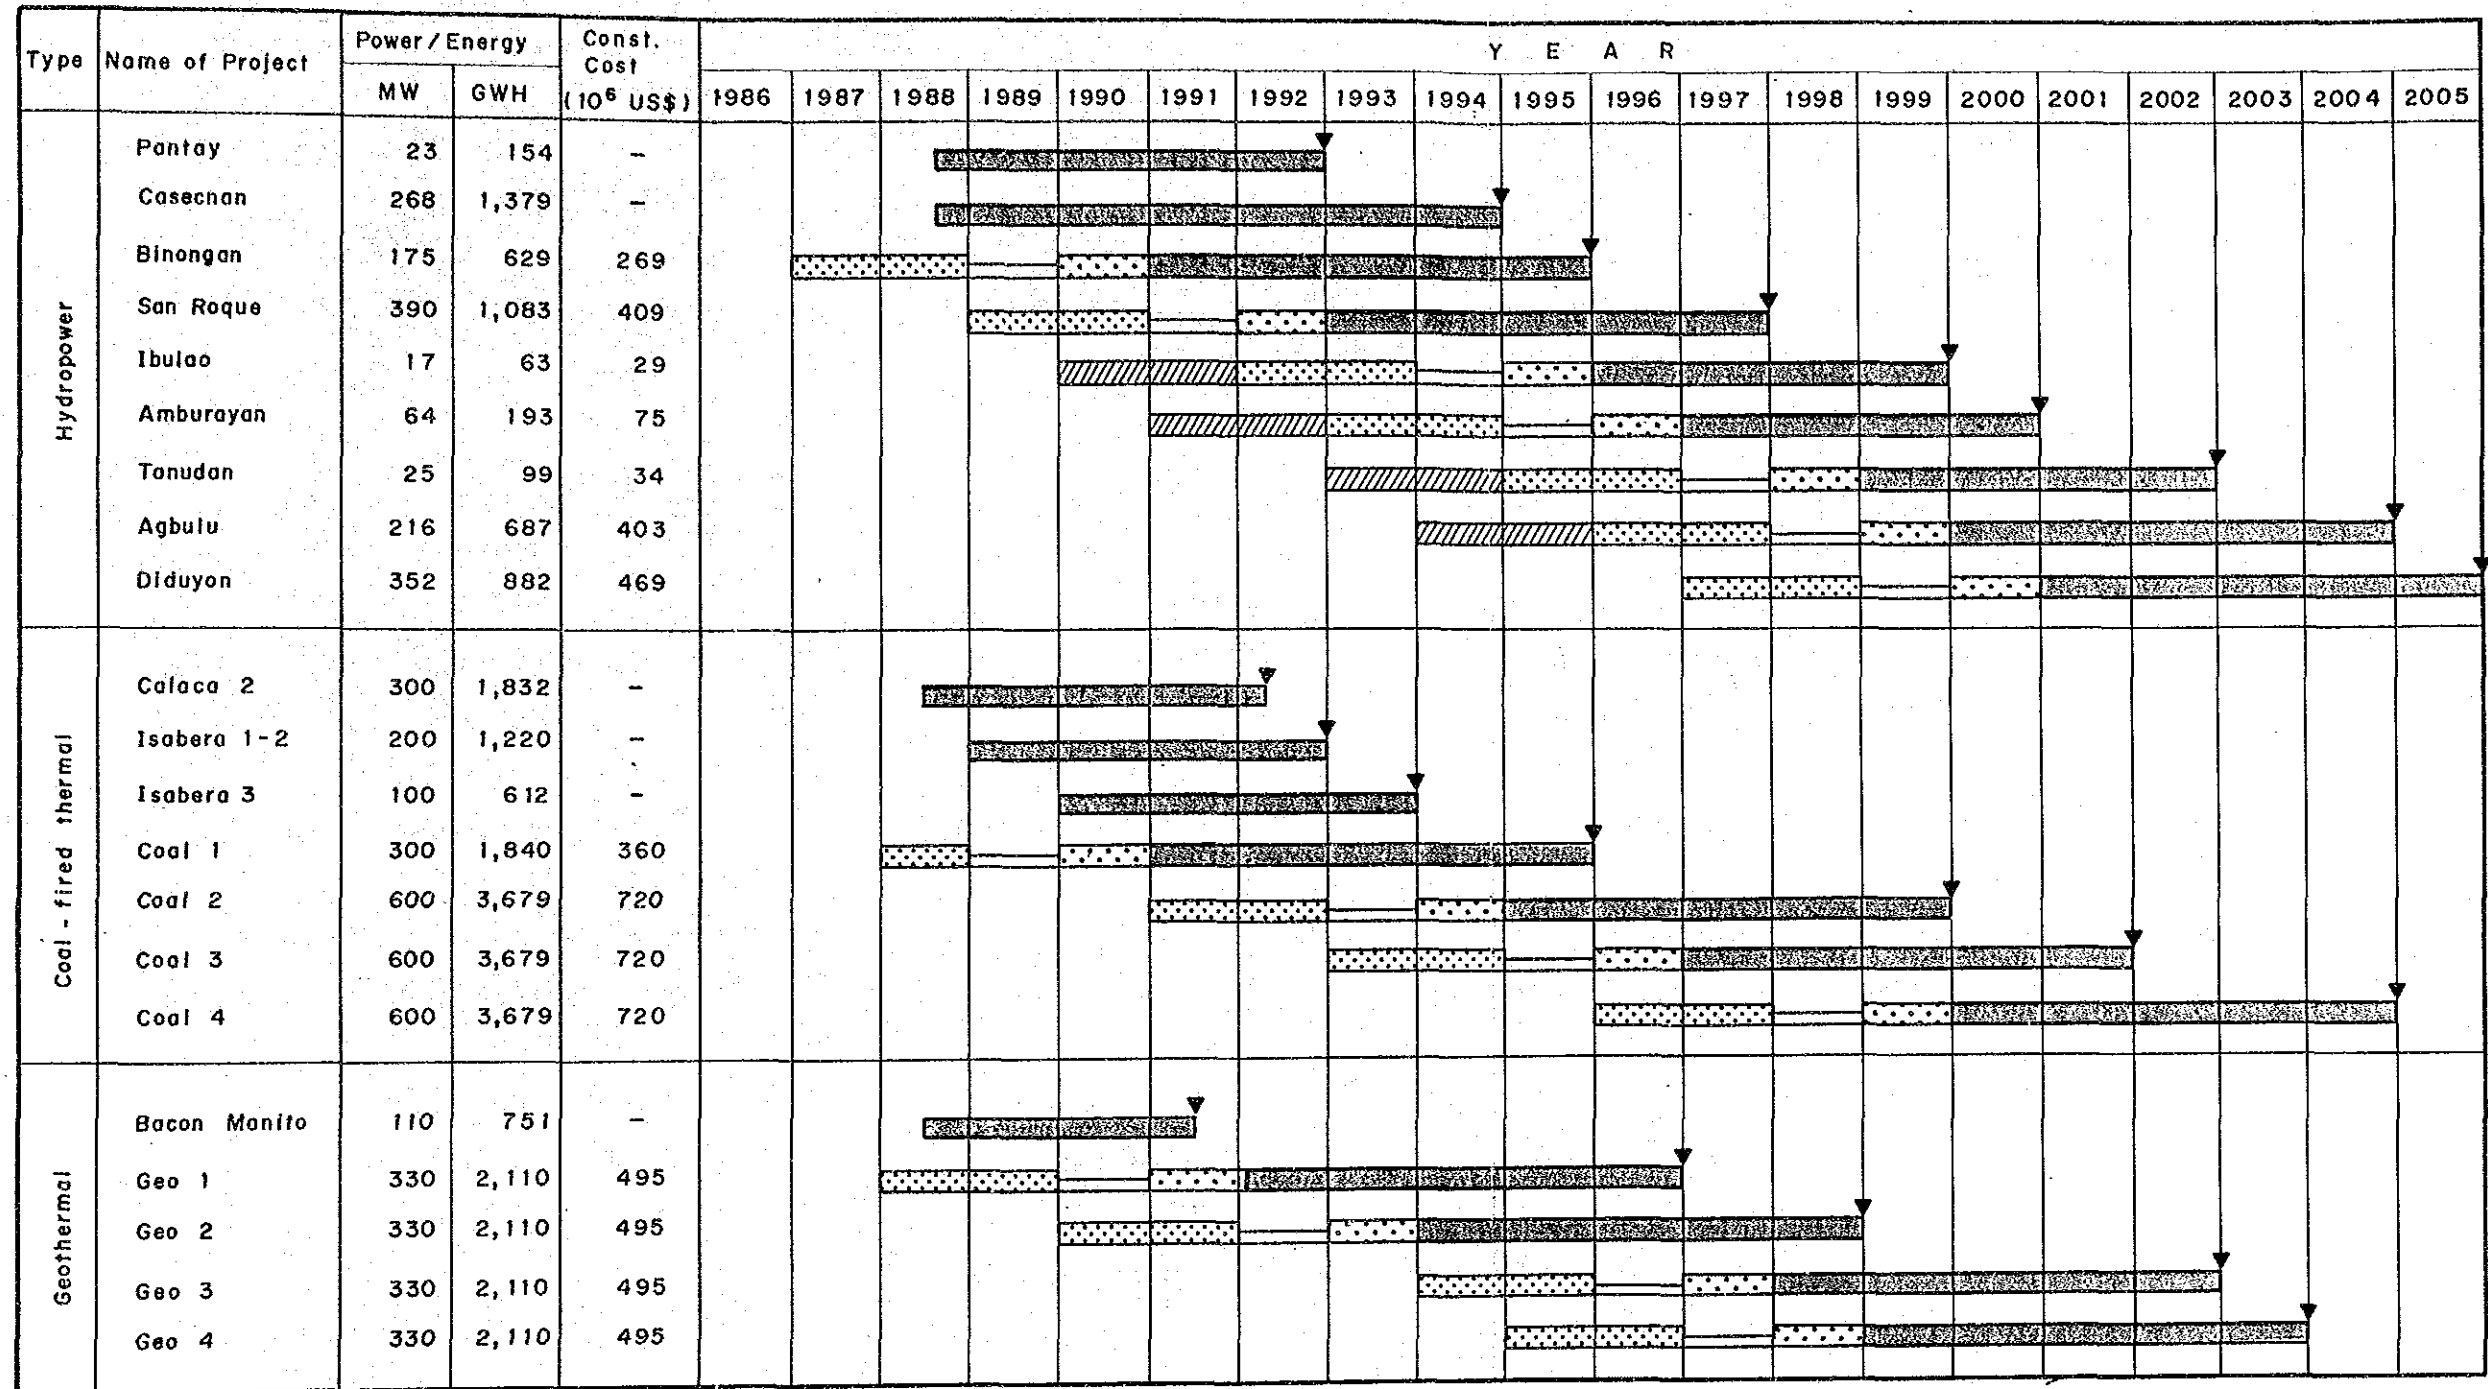 Type Name of Project Power / Energy Const. Cost (10⁶ US$) Y E A R
MW GWH 1986 1987 1988 1989 1990 1991 1992 1993 1994 1995 1996 1997 1998 1999 2000 2001 2002 2003 2004 2005
Hydropower
Pantay 23 154 –
Casecnan 268 1,379 –
Binongan 175 629 269
San Roque 390 1,083 409
Ibulao 17 63 29
Amburayan 64 193 75
Tanudan 25 99 34
Agbulu 216 687 403
Diduyon 352 882 469
Coal - fired thermal
Calaca 2 300 1,832 –
Isabera 1-2 200 1,220 –
Isabera 3 100 612 –
Coal 1 300 1,840 360
Coal 2 600 3,679 720
Coal 3 600 3,679 720
Coal 4 600 3,679 720
Geothermal
Bacon Manito 110 751 –
Geo 1 330 2,110 495
Geo 2 330 2,110 495
Geo 3 330 2,110 495
Geo 4 330 2,110 495